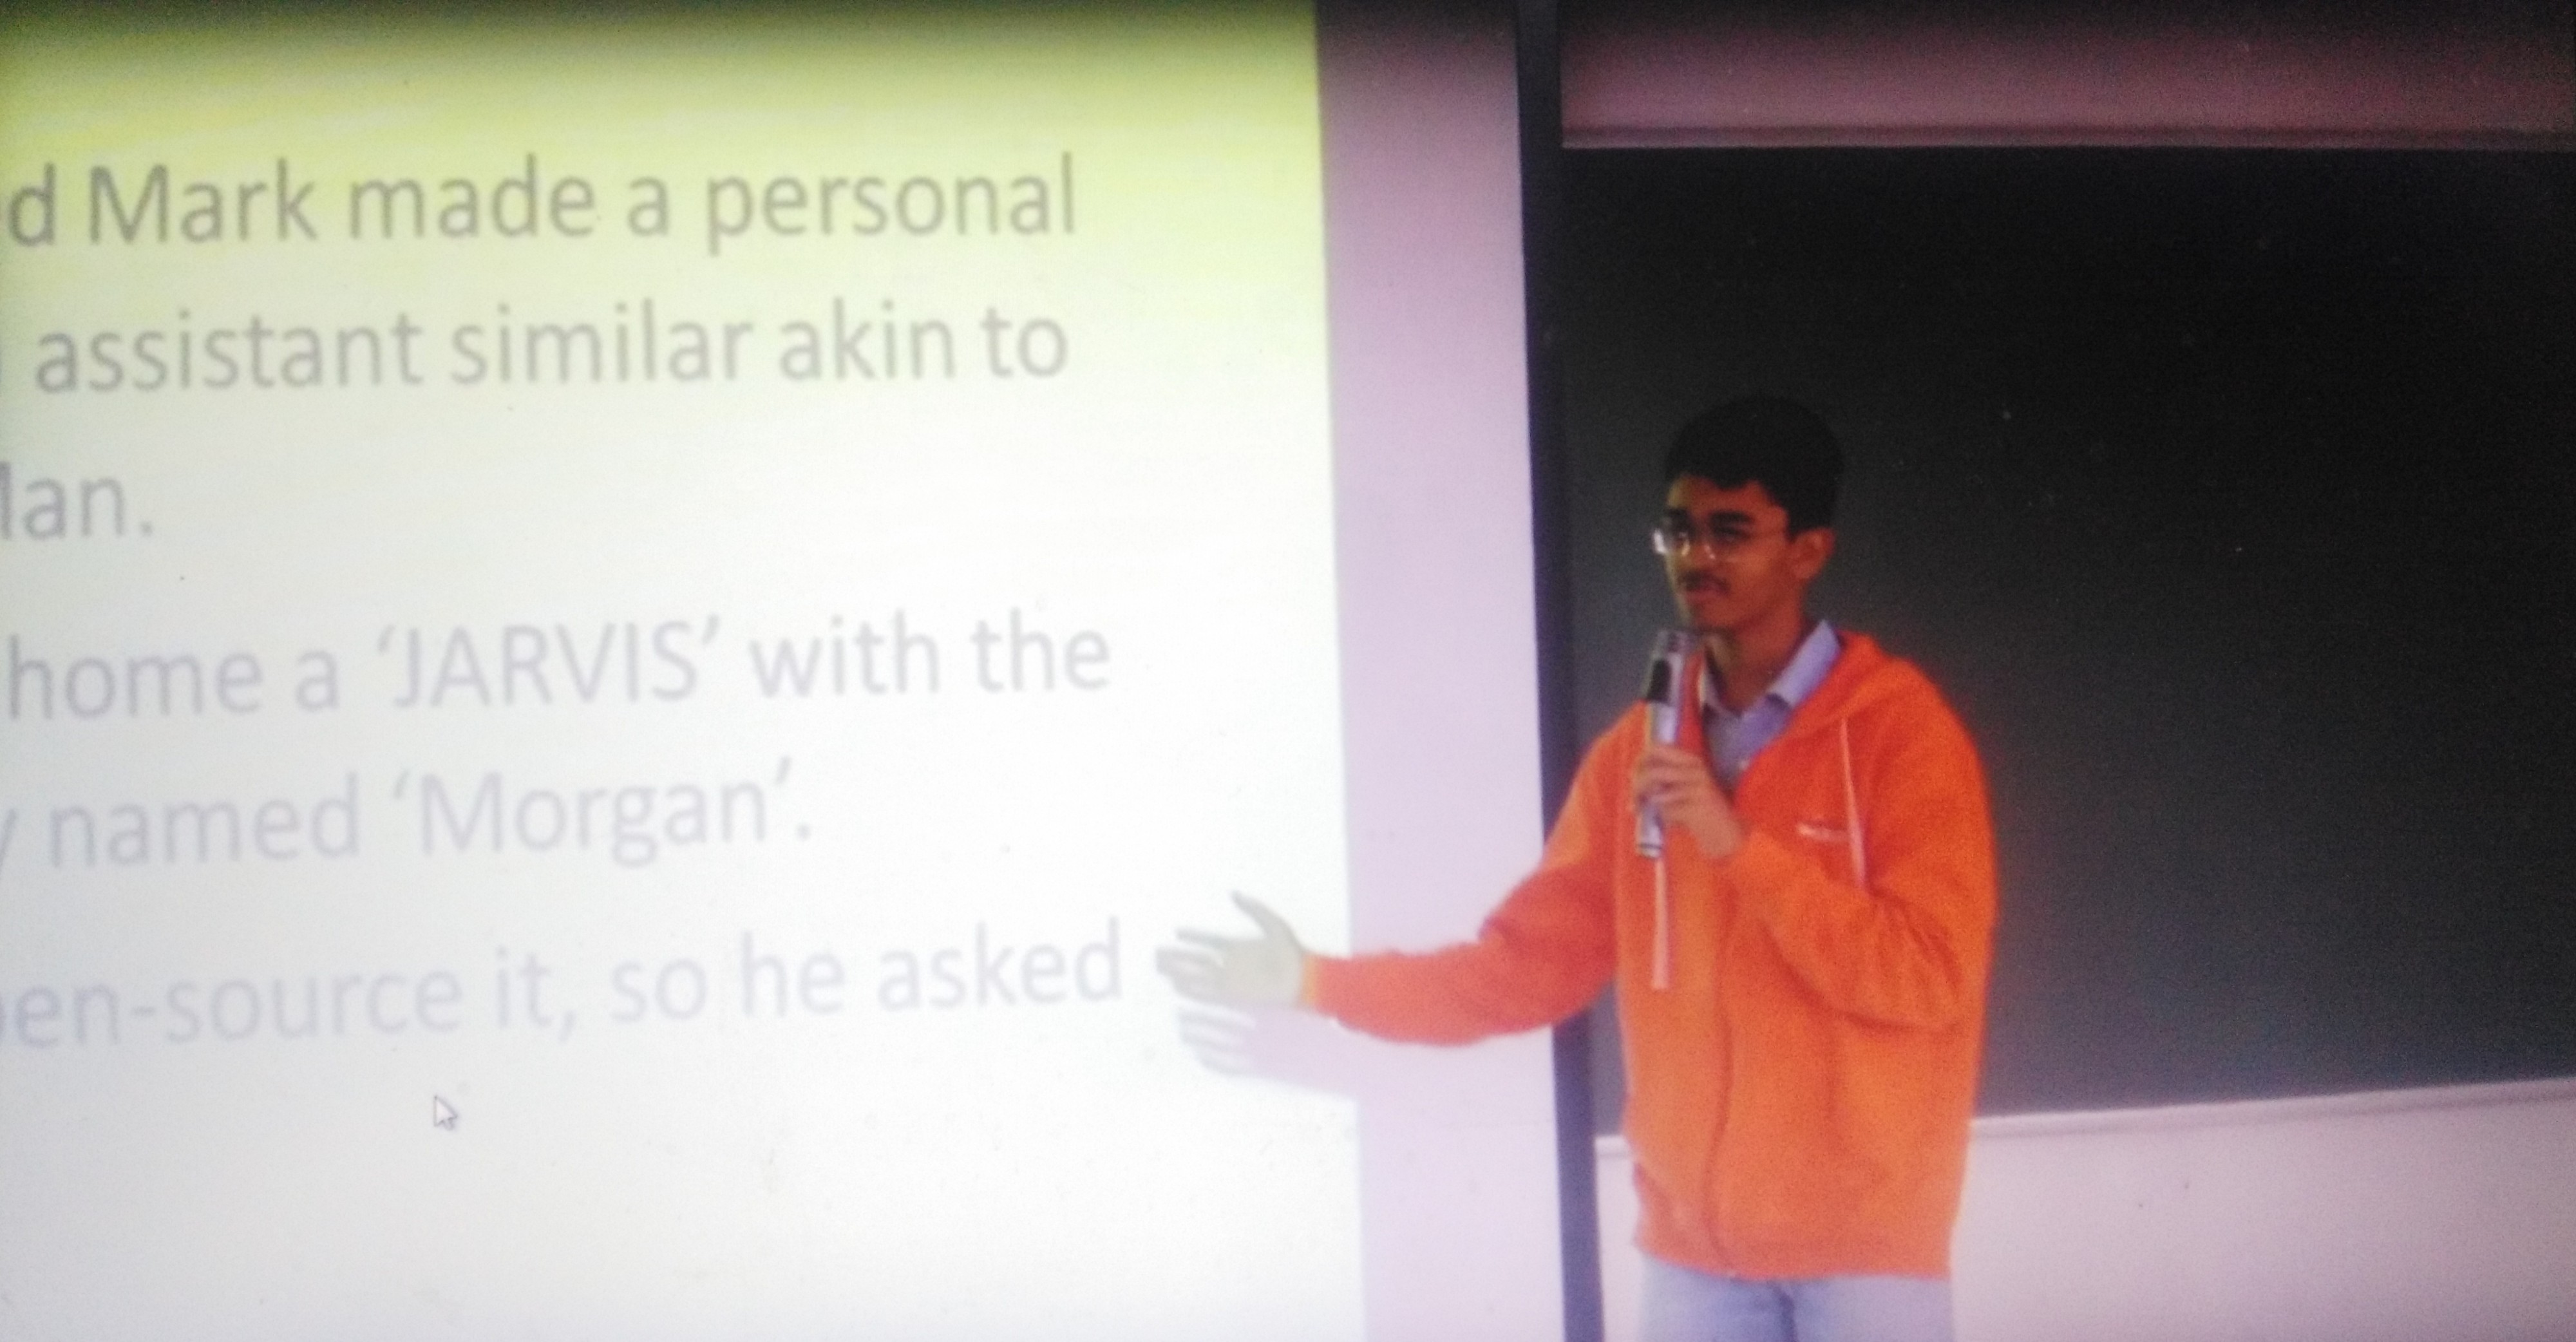 d Mark made a personal
assistant similar akin to
an.
home a ‘JARVIS’ with the
named ‘Morgan’.
en-source it, so he asked